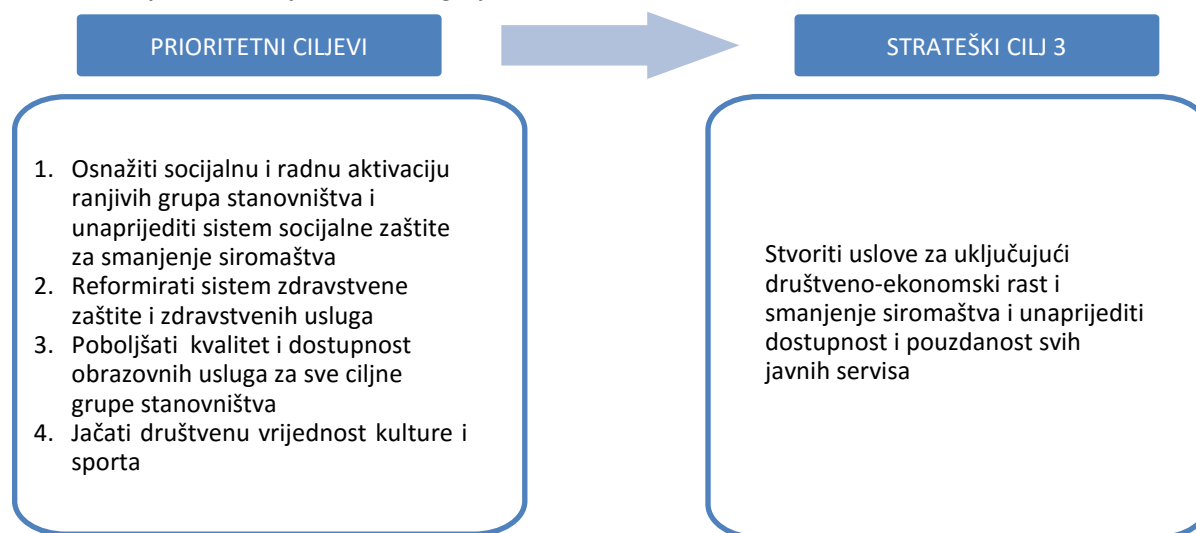 PRIORITETNI CILJEVI
STRATEŠKI CILJ 3
1. Osnažiti socijalnu i radnu aktivaciju
ranjivih grupa stanovništva i
unaprijediti sistem socijalne zaštite
za smanjenje siromaštva
2. Reformirati sistem zdravstvene
zaštite i zdravstvenih usluga
3. Poboljšati kvalitet i dostupnost
obrazovnih usluga za sve ciljne
grupe stanovništva
4. Jačati društvenu vrijednost kulture i
sporta
Stvoriti uslove za uključujući
društveno-ekonomski rast i
smanjenje siromaštva i unaprijediti
dostupnost i pouzdanost svih
javnih servisa